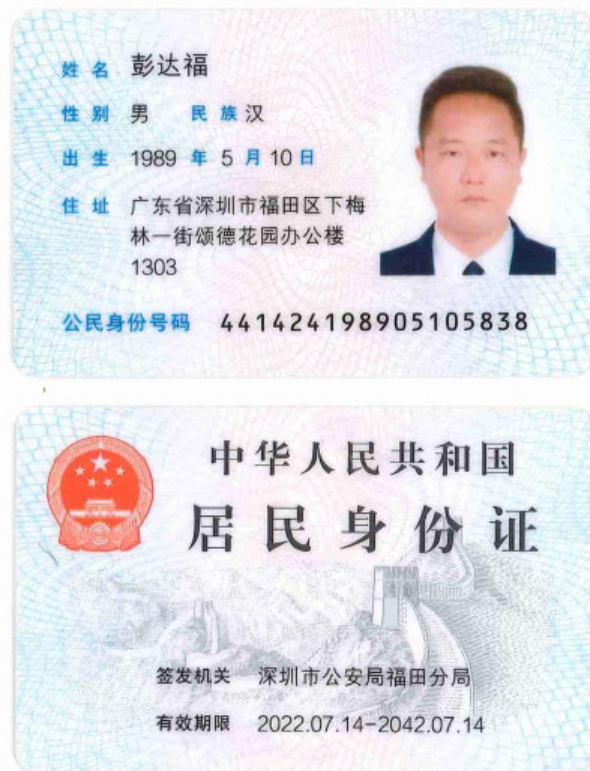 姓名 彭达福
性别 男 民族 汉
出生 1989 年 5 月 10 日
住址 广东省深圳市福田区下梅
林一街颂德花园办公楼
1303
公民身份号码 441424198905105838
中华人民共和国
居民身份证
签发机关 深圳市公安局福田分局
有效期限 2022.07.14-2042.07.14